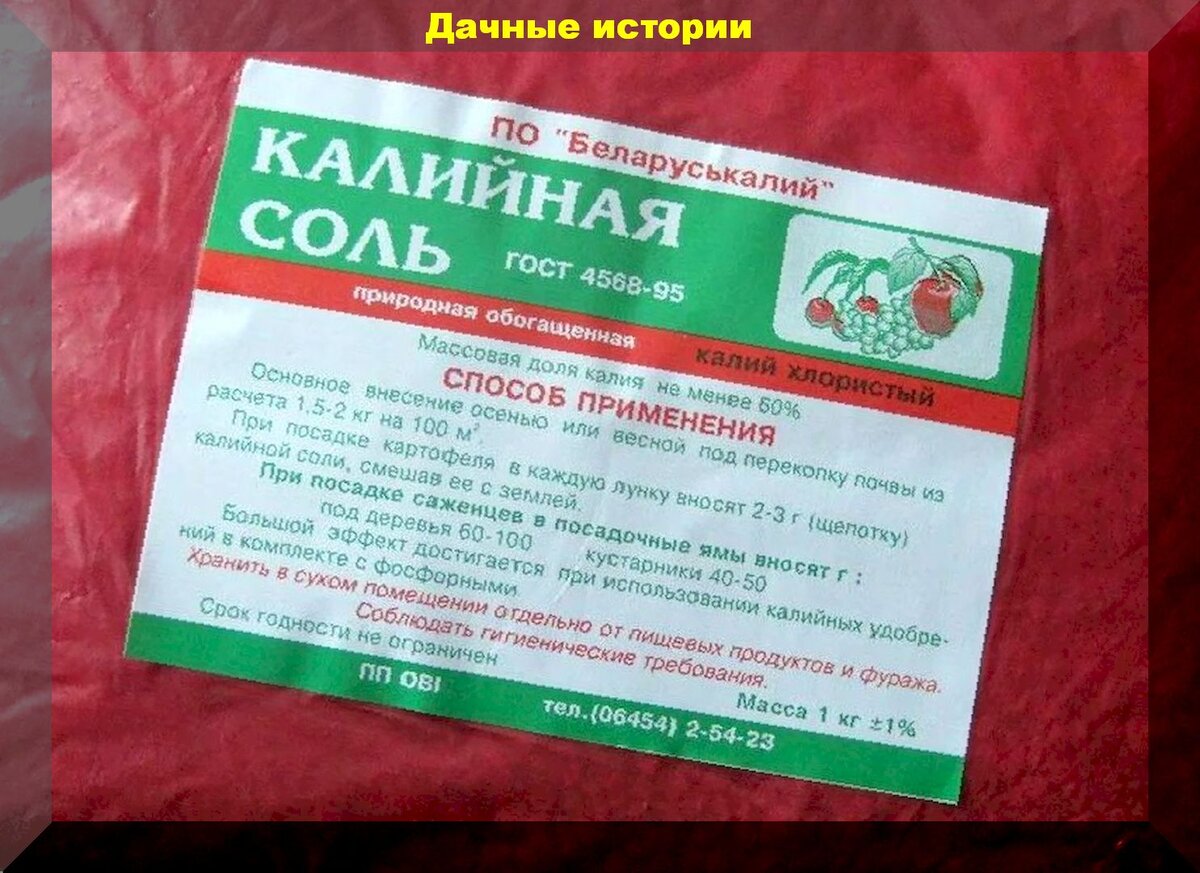 Дачные истории
ПО "Беларуськалий"
КАЛИЙНАЯ
СОЛЬ
ГОСТ 4568-95
природная обогащенная
калий хлористый
Массовая доля калия не менее 60%
СПОСОБ ПРИМЕНЕНИЯ
Основное внесение осенью или весной под перекопку почвы из
расчета 1.5-2 кг на 100 м².
При посадке картофеля в каждую лунку вносят 2-3 г (щепотку)
калийной соли, смешав ее с землей.
При посадке саженцев в посадочные ямы вносят г :
под деревья 60-100 кустарники 40-50
Большой эффект достигается при использовании калийных удобре-
ний в комплекте с фосфорными.
Хранить в сухом помещении отдельно от пищевых продуктов и фуража.
Соблюдать гигиенические требования.
Срок годности не ограничен
Масса 1 кг ±1%
ПП ОВІ
тел.(06454) 2-54-23